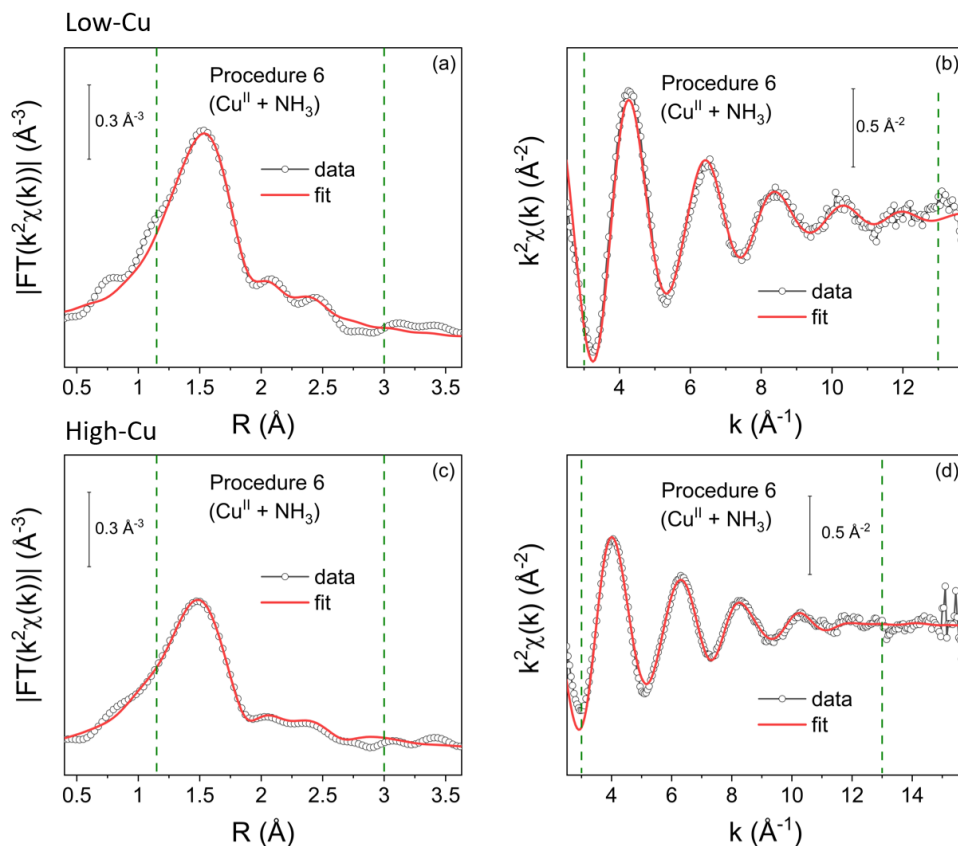 Low-Cu
(a)
Procedure 6
(Cuᴵᴵ + NH₃)
0.3 Å⁻³
data
fit
|FT(k²χ(k))| (Å⁻³)
0.5 1 1.5 2 2.5 3 3.5
R (Å)
(b)
Procedure 6
(Cuᴵᴵ + NH₃)
0.5 Å⁻²
data
fit
k²χ(k) (Å⁻²)
4 6 8 10 12
k (Å⁻¹)
High-Cu
(c)
Procedure 6
(Cuᴵᴵ + NH₃)
0.3 Å⁻³
data
fit
|FT(k²χ(k))| (Å⁻³)
0.5 1 1.5 2 2.5 3 3.5
R (Å)
(d)
Procedure 6
(Cuᴵᴵ + NH₃)
0.5 Å⁻²
data
fit
k²χ(k) (Å⁻²)
4 6 8 10 12 14
k (Å⁻¹)